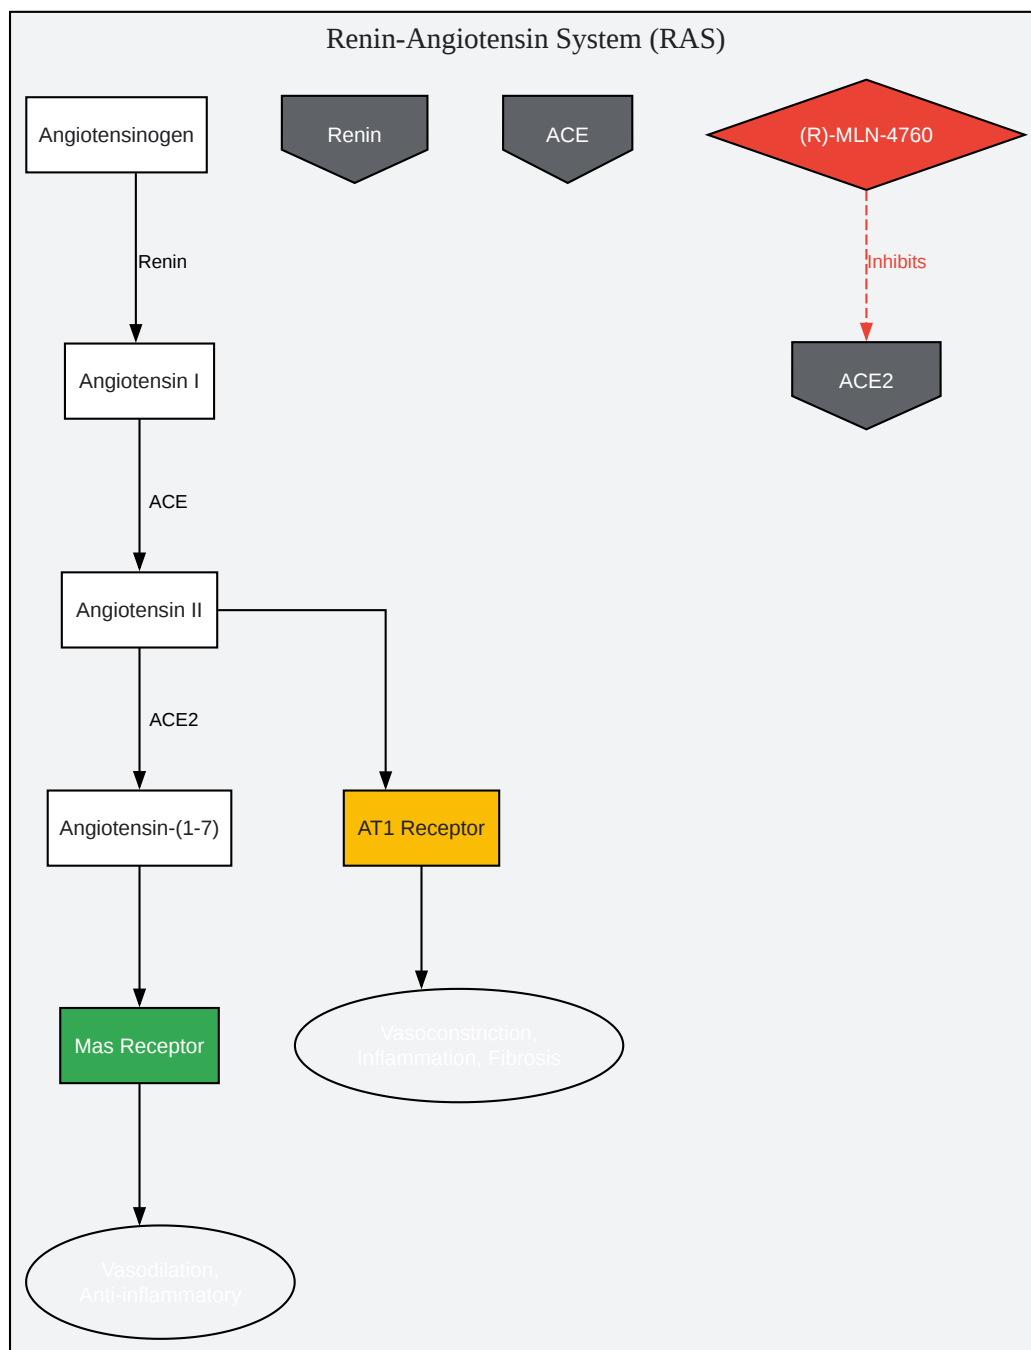 Renin-Angiotensin System (RAS)
Angiotensinogen
Renin
ACE
(R)-MLN-4760
Renin
Inhibits
Angiotensin I
ACE2
ACE
Angiotensin II
ACE2
Angiotensin-(1-7)
AT1 Receptor
Mas Receptor
Vasoconstriction,
Inflammation, Fibrosis
Vasodilation,
Anti-inflammatory